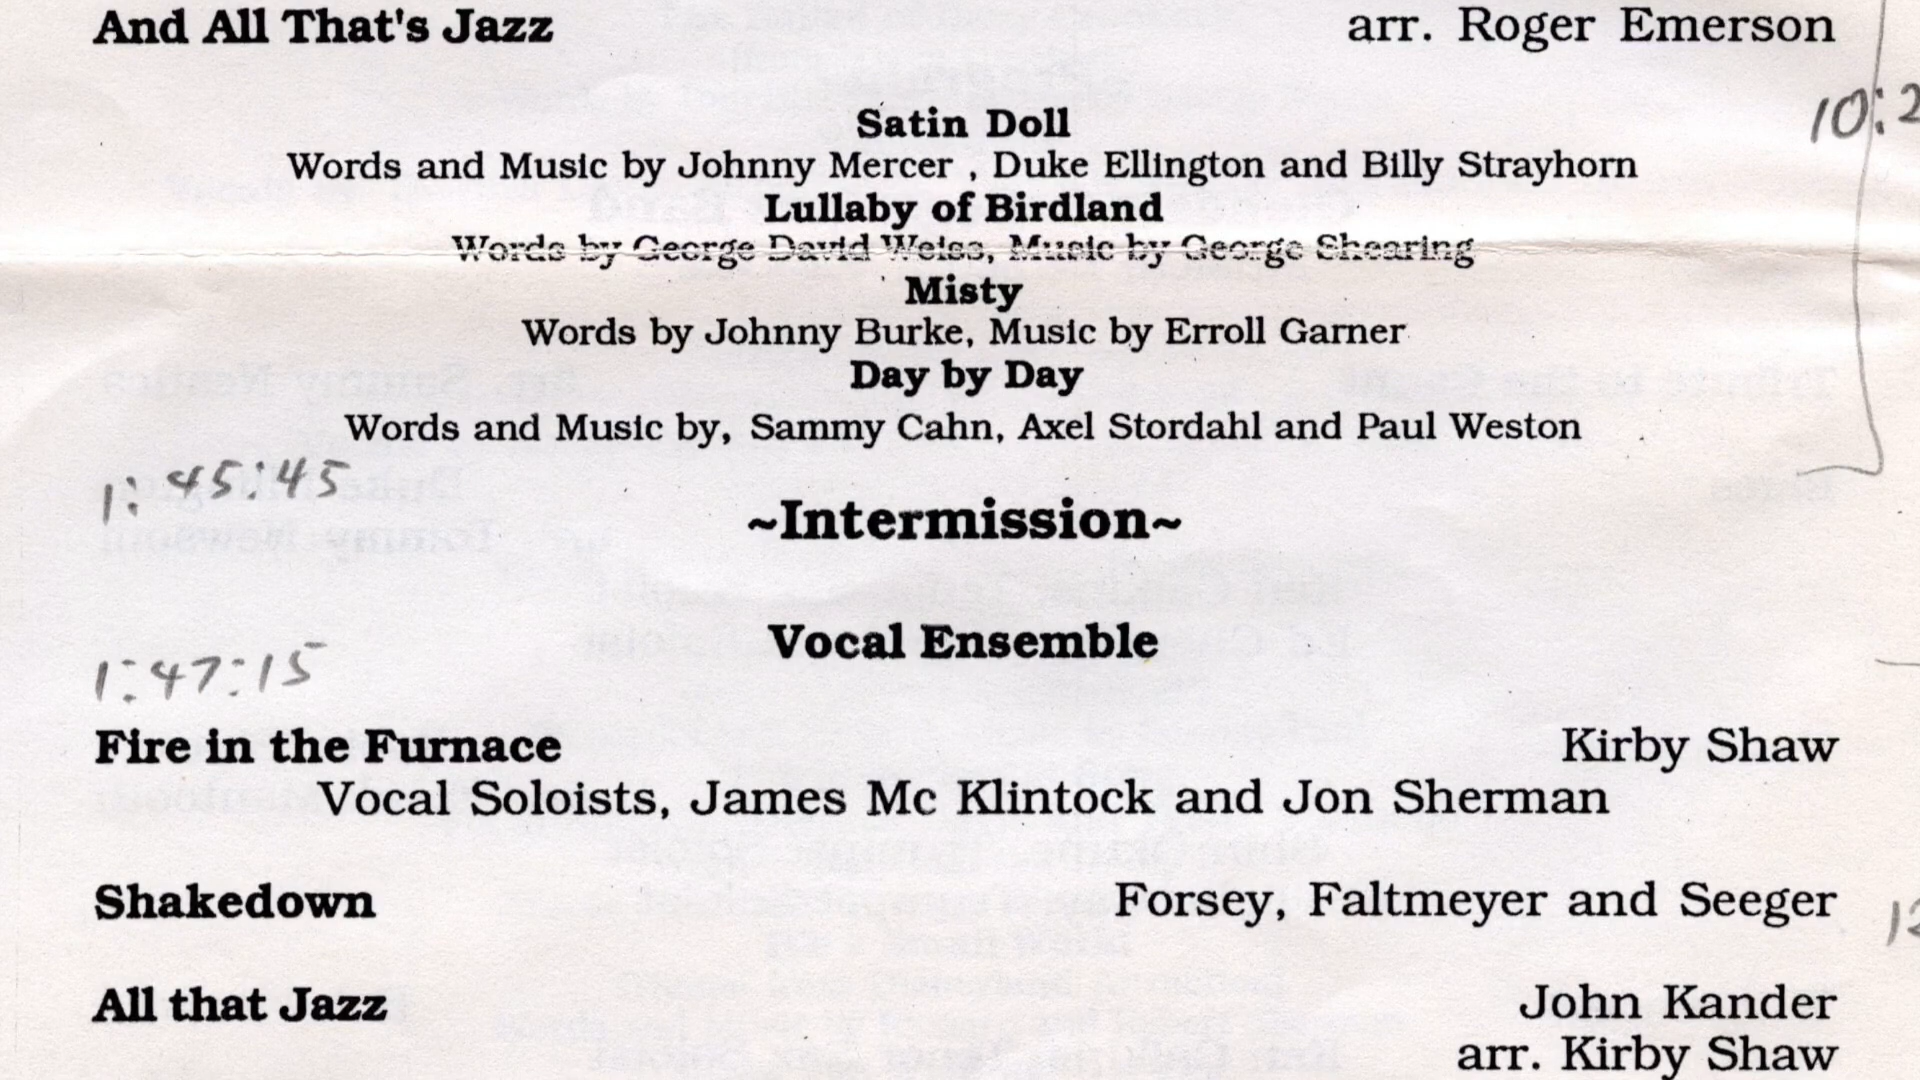 And All That's Jazz arr. Roger Emerson
10:2
Satin Doll
Words and Music by Johnny Mercer , Duke Ellington and Billy Strayhorn
Lullaby of Birdland
Words by George David Weiss, Music by George Shearing
Misty
Words by Johnny Burke, Music by Erroll Garner
Day by Day
Words and Music by, Sammy Cahn, Axel Stordahl and Paul Weston
1:45:45
~Intermission~
Vocal Ensemble
1:47:15
Fire in the Furnace Kirby Shaw
Vocal Soloists, James Mc Klintock and Jon Sherman
Shakedown Forsey, Faltmeyer and Seeger
12
All that Jazz John Kander
arr. Kirby Shaw